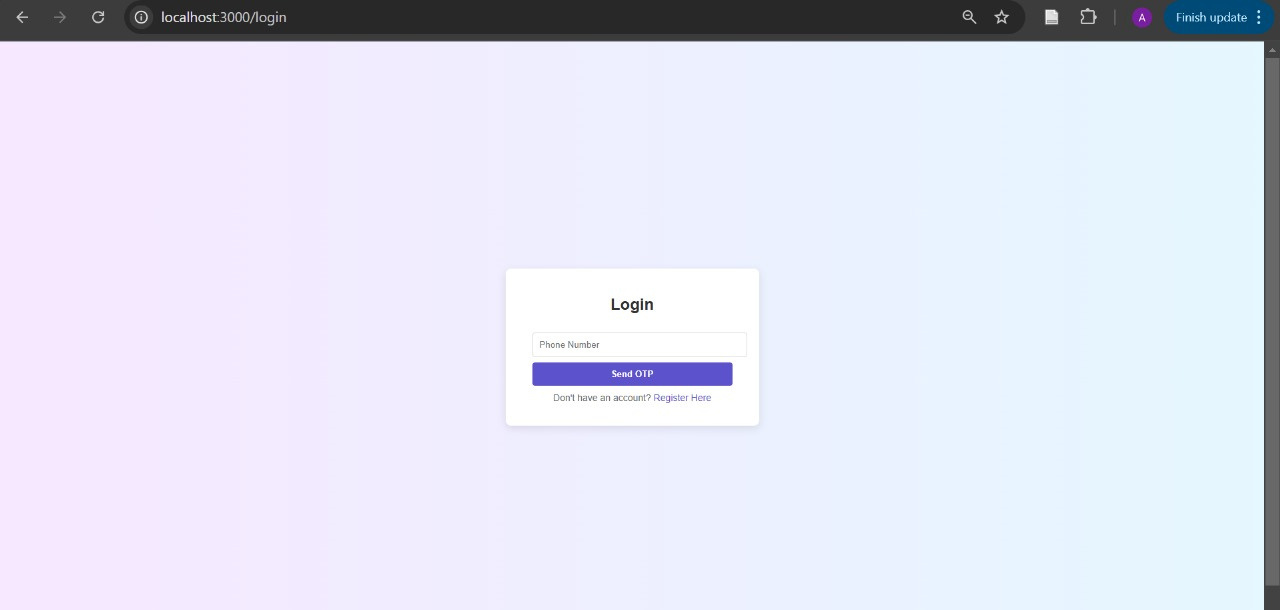 localhost:3000/login
A
Finish update
Login
Phone Number
Send OTP
Don't have an account? Register Here